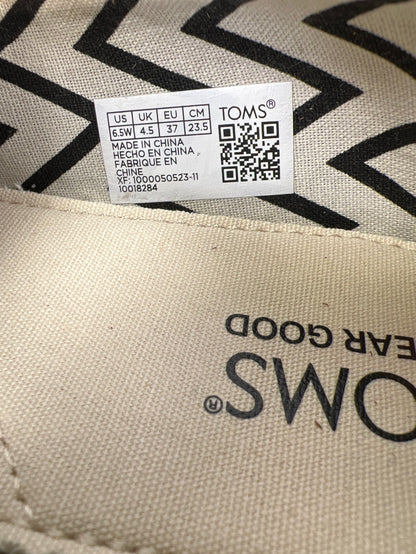 US UK EU CM
6.5W 4.5 37 23.5
TOMS®
MADE IN CHINA
HECHO EN CHINA
FABRIQUE EN
CHINE
XF: 1000050523-11
10018284
TOMS®
EAR GOOD